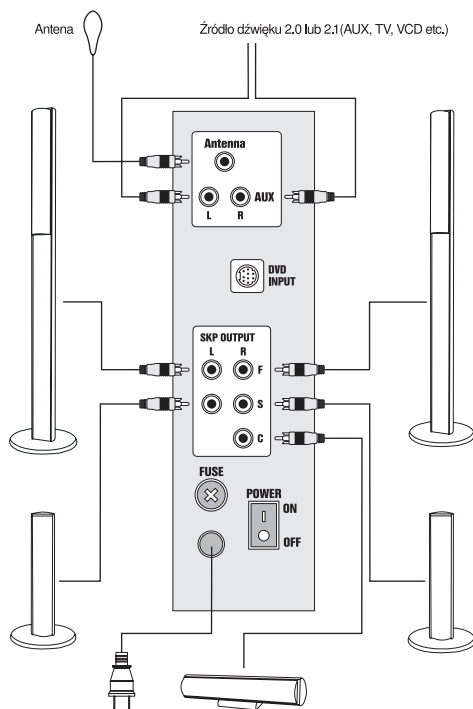 Antena
Źródło dźwięku 2.0 lub 2.1(AUX, TV, VCD etc.)
Antenna
AUX
L R
DVD
INPUT
SKP OUTPUT
L R
F
S
C
FUSE
POWER
ON
OFF